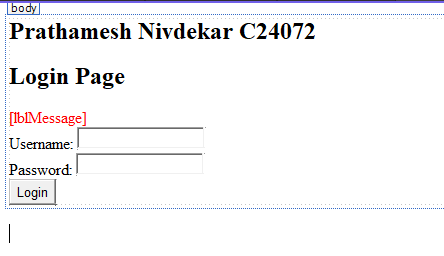 body
Prathamesh Nivdekar C24072
Login Page
[lblMessage]
Username:
Password:
Login